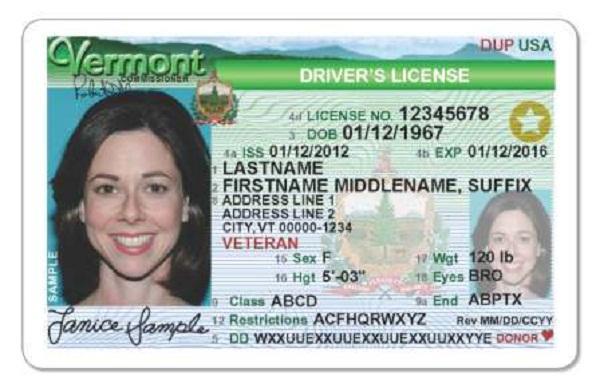 Vermont
DUP USA
COMMISSIONER
DRIVER'S LICENSE
4d LICENSE NO. 12345678
3 DOB 01/12/1967
4a ISS 01/12/2012 4b EXP 01/12/2016
1 LASTNAME
2 FIRSTNAME MIDDLENAME, SUFFIX
8 ADDRESS LINE 1
ADDRESS LINE 2
CITY,VT 00000-1234
VETERAN
15 Sex F 17 Wgt 120 lb
16 Hgt 5'-03" 18 Eyes BRO
9 Class ABCD 9a End ABPTX
12 Restrictions ACFHQRWXYZ Rev MM/DD/CCYY
5 DD WXXUUEXXUUEXXUUEXXUUXXYYE DONOR
SAMPLE
Janice Sample